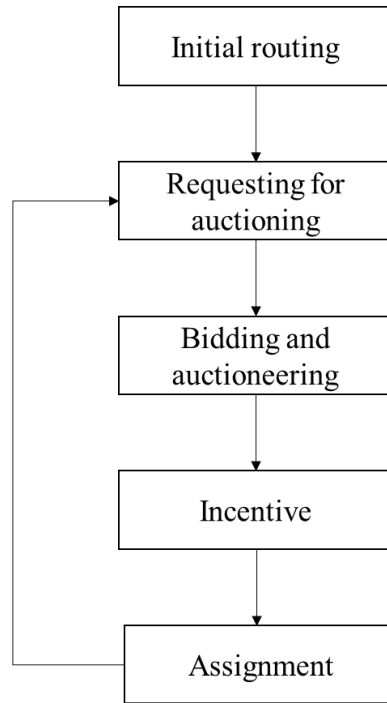 Initial routing
Requesting for
auctioning
Bidding and
auctioneering
Incentive
Assignment